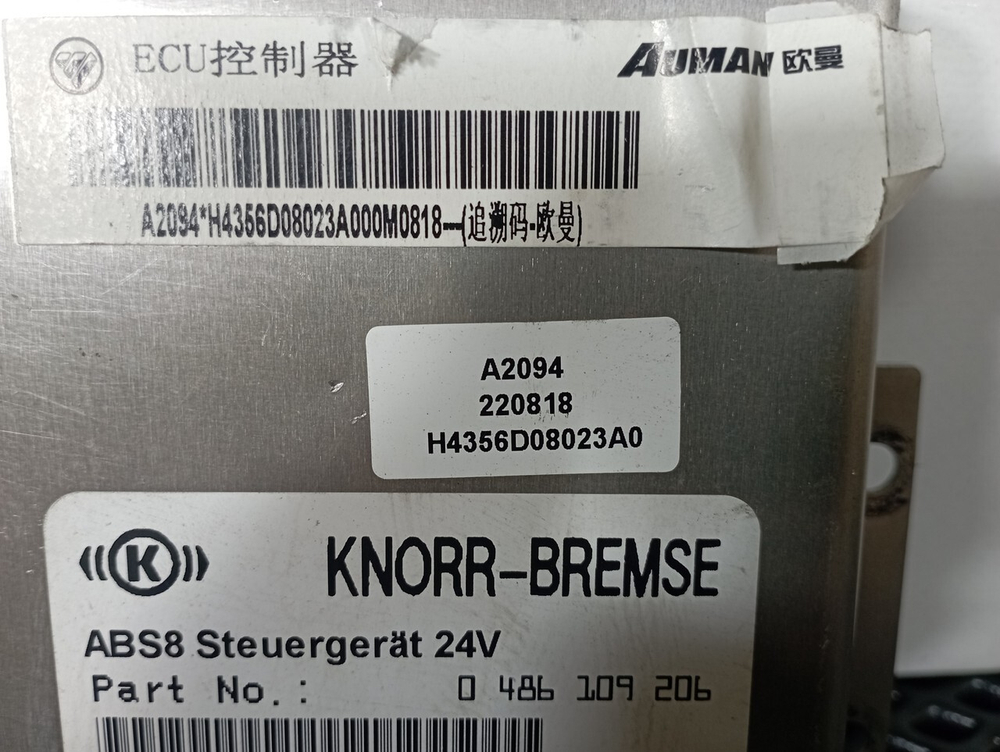 ECU控制器
AUMAN 欧曼
A2094*H4356D08023A000M0818---(追溯码-欧曼)
A2094
220818
H4356D08023A0
K
KNORR-BREMSE
ABS8 Steuergerät 24V
Part No.: 0 486 109 206